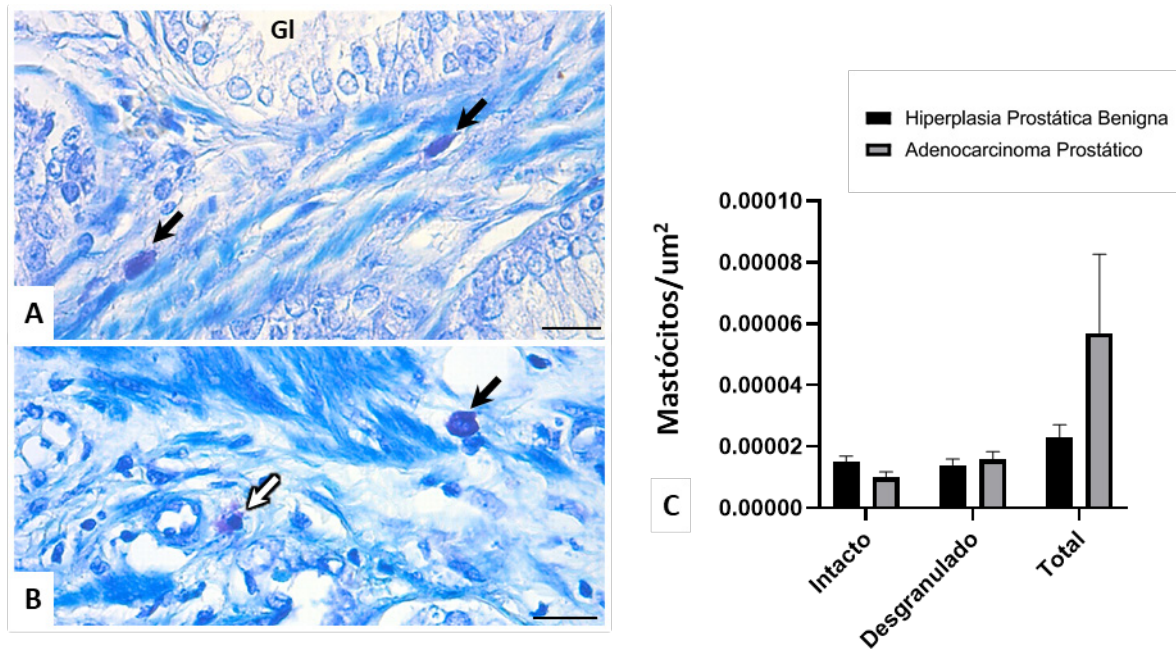 Gl
A
B
Hiperplasia Prostática Benigna
Adenocarcinoma Prostático
Mastócitos/um²
0.00010
0.00008
0.00006
0.00004
0.00002
0.00000
C
Intacto
Desgranulado
Total